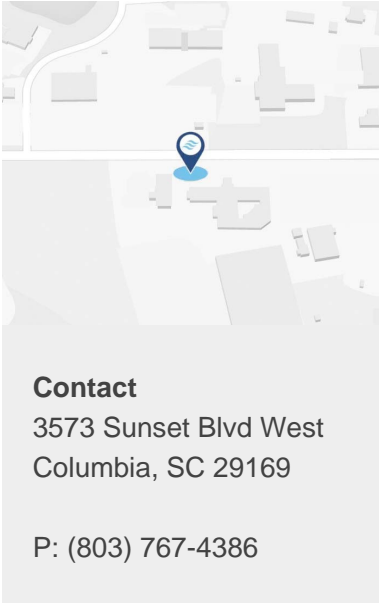 Contact
3573 Sunset Blvd West
Columbia, SC 29169
P: (803) 767-4386